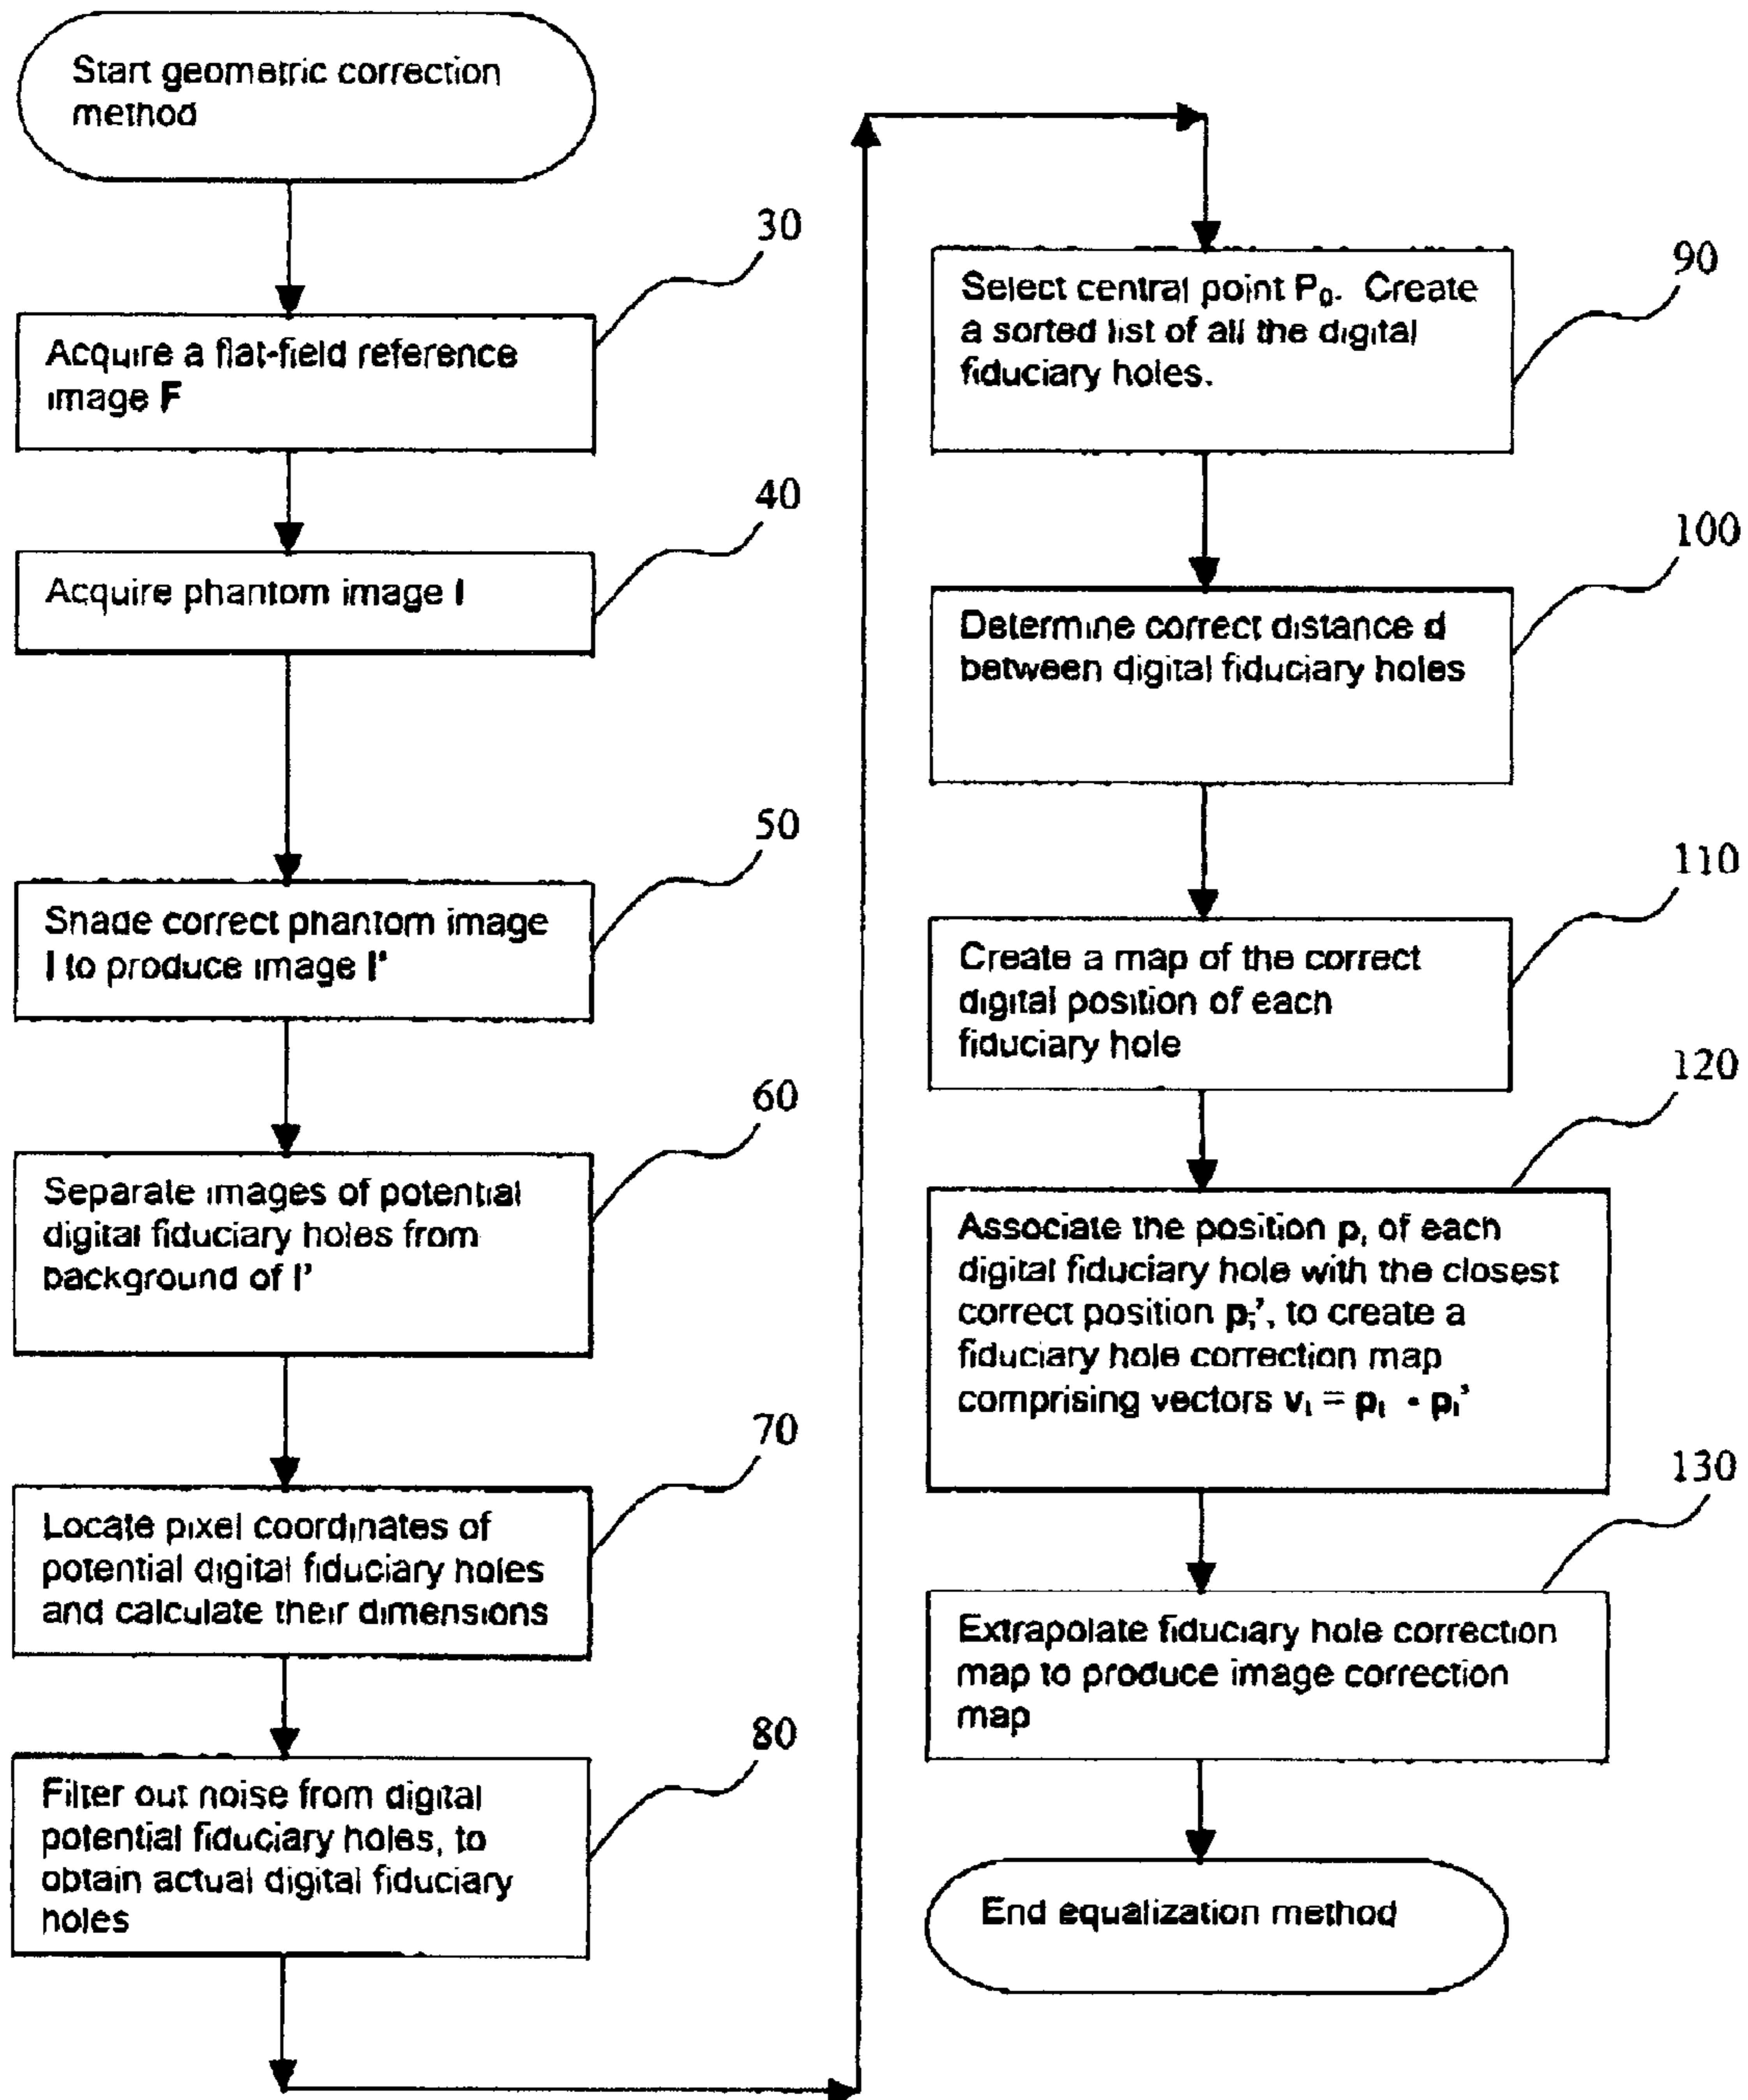 Start geometric correction
method
30
Acquire a flat-field reference
image F
40
Acquire phantom image I
50
Snade correct phantom image
I to produce image I'
60
Separate images of potential
digital fiduciary holes from
background of I'
70
Locate pixel coordinates of
potential digital fiduciary holes
and calculate their dimensions
80
Filter out noise from digital
potential fiduciary holes, to
obtain actual digital fiduciary
holes
90
Select central point P₀. Create
a sorted list of all the digital
fiduciary holes.
100
Determine correct distance d
between digital fiduciary holes
110
Create a map of the correct
digital position of each
fiduciary hole
120
Associate the position pᵢ of each
digital fiduciary hole with the closest
correct position pᵢ', to create a
fiduciary hole correction map
comprising vectors vᵢ = pᵢ - pᵢ'
130
Extrapolate fiduciary hole correction
map to produce image correction
map
End equalization method